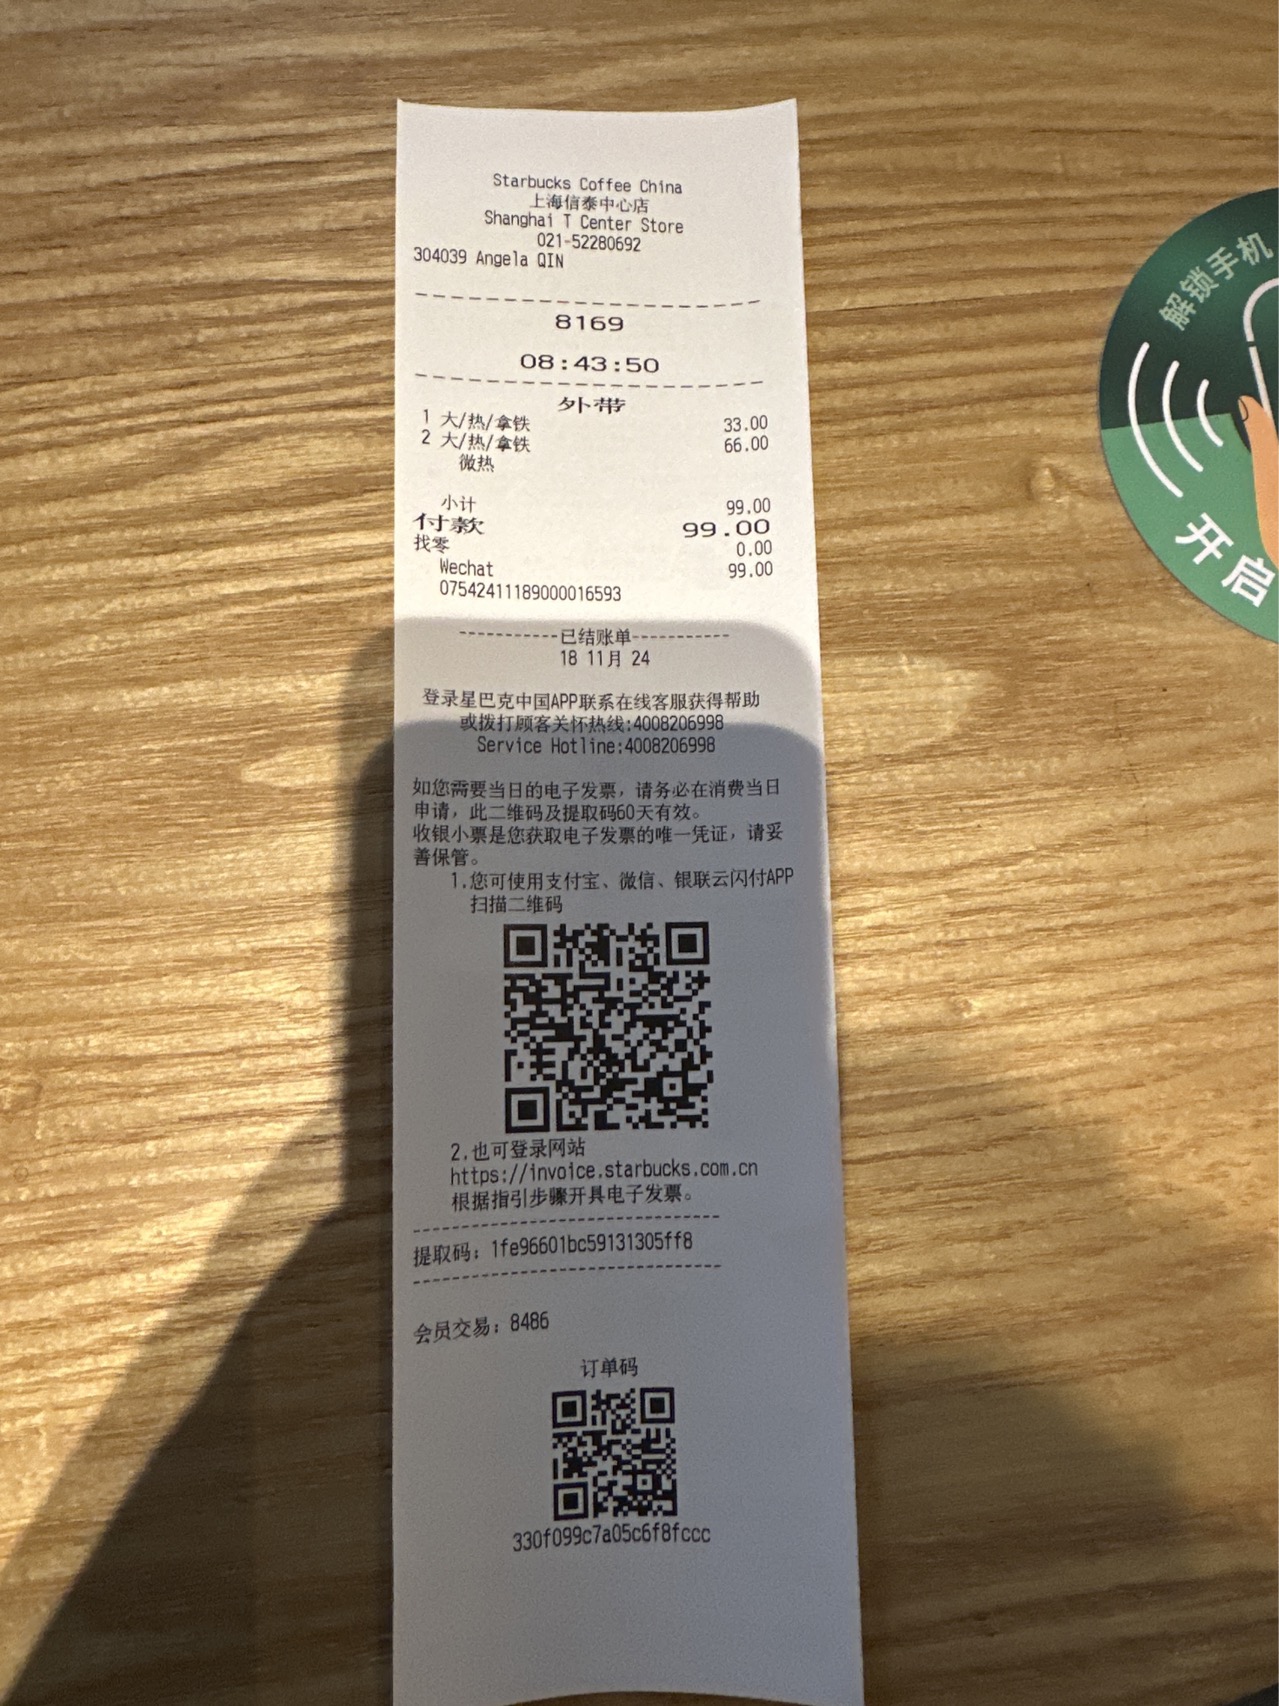 Starbucks Coffee China
上海信泰中心店
Shanghai T Center Store
021-52280692
304039 Angela QIN
8169
08:43:50
外带
1 大/热/拿铁 33.00
2 大/热/拿铁 66.00
微热
小计 99.00
付款 99.00
找零 0.00
Wechat 99.00
07542411189000016593
-----------已结账单-----------
18 11月 24
登录星巴克中国APP联系在线客服获得帮助
或拨打顾客关怀热线:4008206998
Service Hotline:4008206998
如您需要当日的电子发票，请务必在消费当日
申请，此二维码及提取码60天有效。
收银小票是您获取电子发票的唯一凭证，请妥
善保管。
1.您可使用支付宝、微信、银联云闪付APP
扫描二维码
2.也可登录网站
https://invoice.starbucks.com.cn
根据指引步骤开具电子发票。
提取码：1fe96601bc59131305ff8
会员交易：8486
订单码
330f099c7a05c6f8fccc
解锁手机
开启